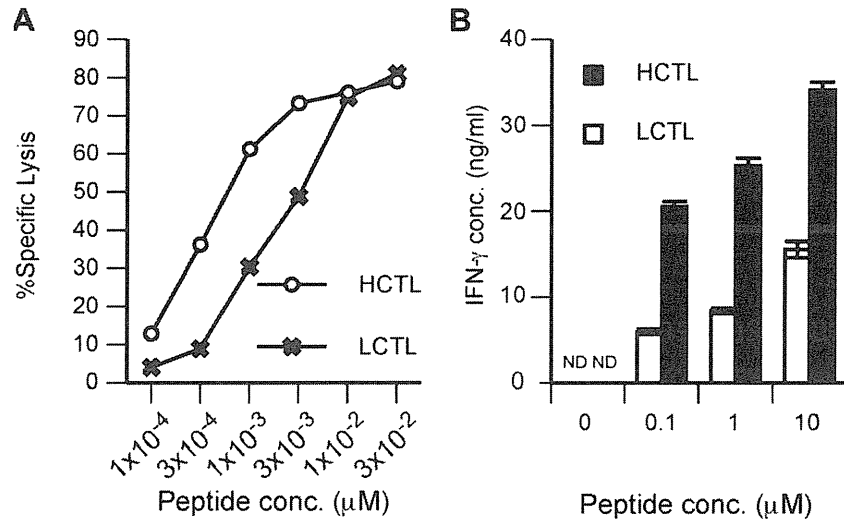 A
%Specific Lysis
90
80
70
60
50
40
30
20
10
0
HCTL
LCTL
1x10⁻⁴
3x10⁻⁴
1x10⁻³
3x10⁻³
1x10⁻²
3x10⁻²
Peptide conc. (μM)
B
IFN-γ conc. (ng/ml)
40
30
20
10
0
HCTL
LCTL
ND ND
0
0.1
1
10
Peptide conc. (μM)